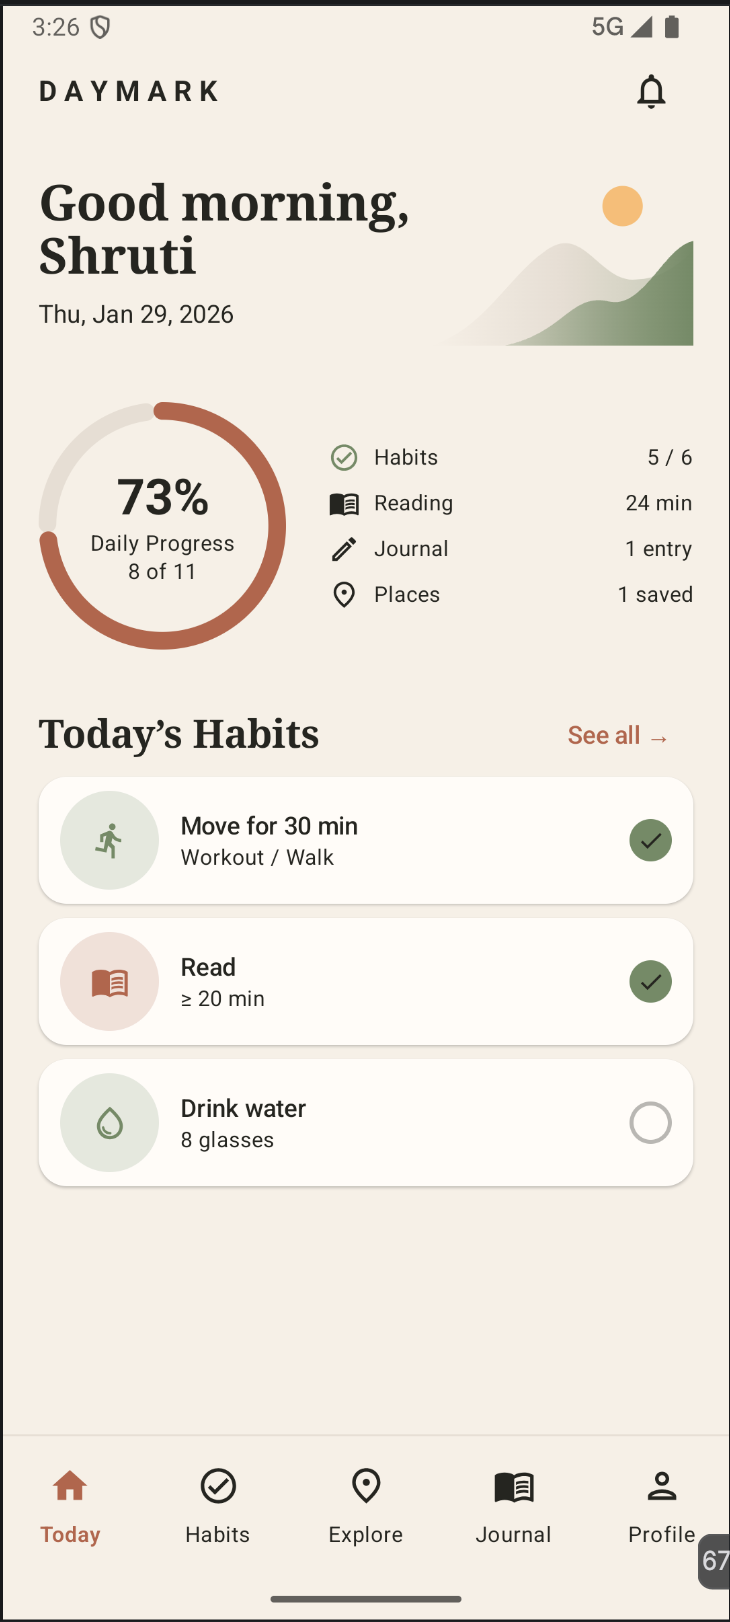 3:26
5G
DAYMARK
Good morning,
Shruti
Thu, Jan 29, 2026
73%
Daily Progress
8 of 11
Habits 5 / 6
Reading 24 min
Journal 1 entry
Places 1 saved
Today’s Habits
See all →
Move for 30 min
Workout / Walk
Read
≥ 20 min
Drink water
8 glasses
Today
Habits
Explore
Journal
Profile
67